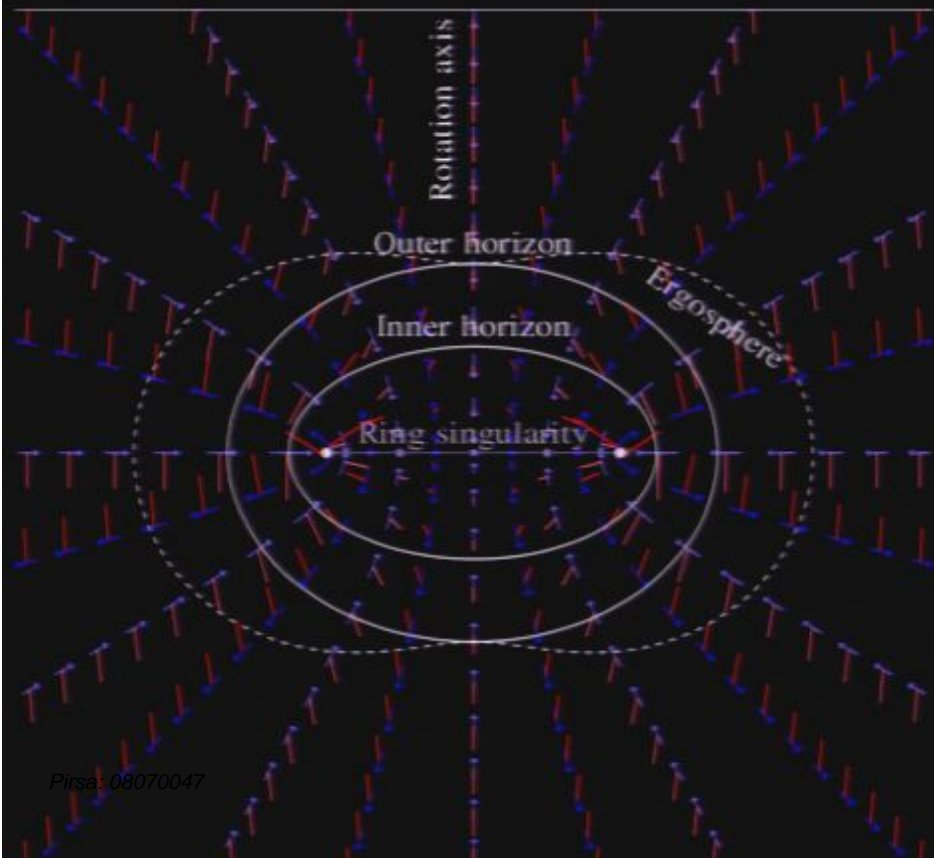 Rotation axis
Outer horizon
Ergosphere
Inner horizon
Ring singularity
Pirsa: 08070047